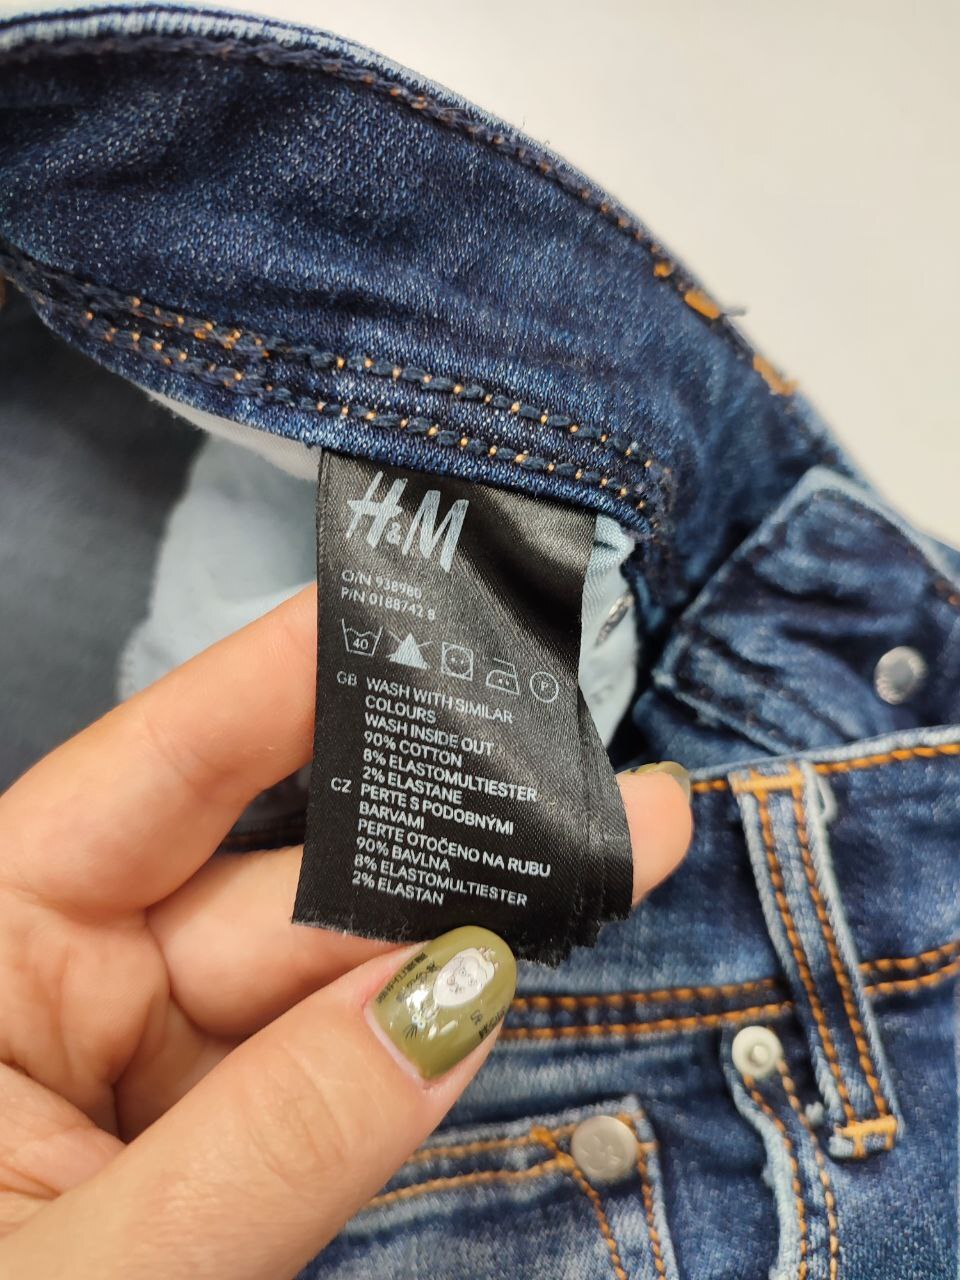 H&M
O/N 938980
P/N 0188742 8
40
P
GB WASH WITH SIMILAR
COLOURS
WASH INSIDE OUT
90% COTTON
8% ELASTOMULTIESTER
2% ELASTANE
CZ PERTE S PODOBNÝMI
BARVAMI
PERTE OTOČENO NA RUBU
90% BAVLNA
8% ELASTOMULTIESTER
2% ELASTAN